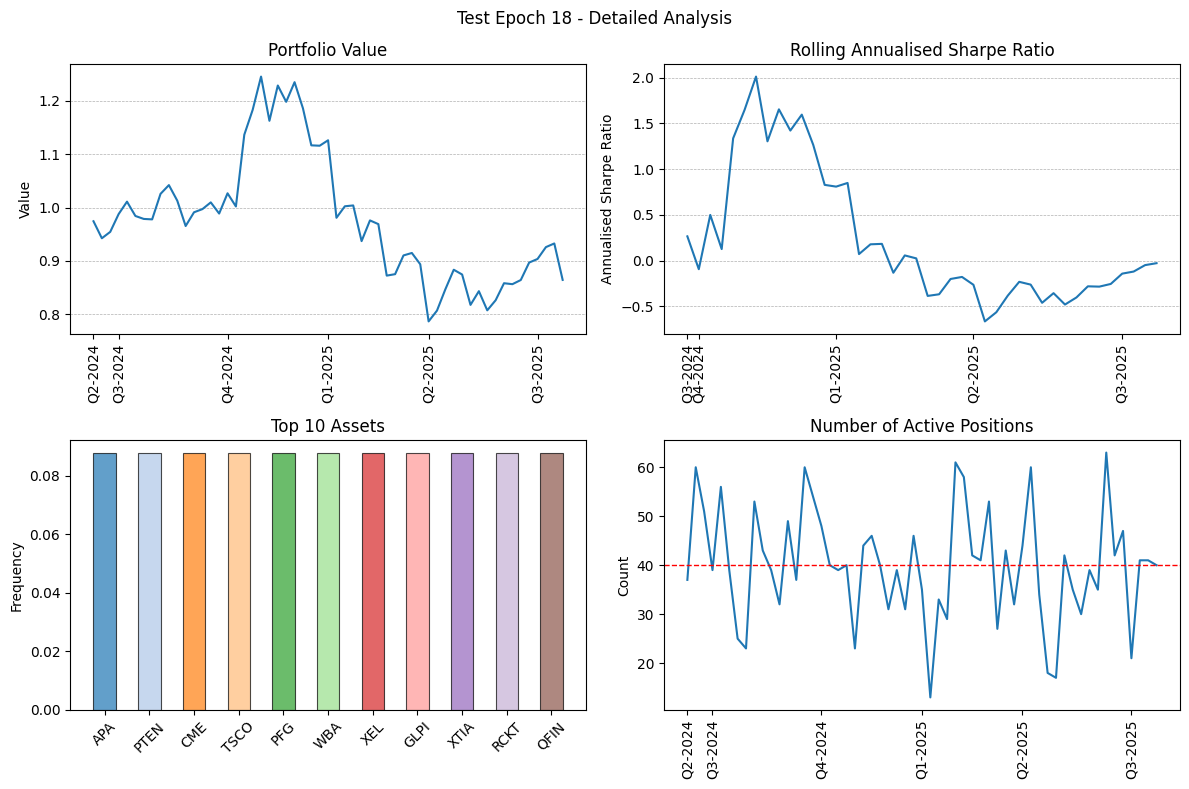 Test Epoch 18 - Detailed Analysis
Portfolio Value
Value
1.2
1.1
1.0
0.9
0.8
Q2-2024
Q3-2024
Q4-2024
Q1-2025
Q2-2025
Q3-2025
Rolling Annualised Sharpe Ratio
Annualised Sharpe Ratio
2.0
1.5
1.0
0.5
0.0
−0.5
Q3-2024
Q4-2024
Q1-2025
Q2-2025
Q3-2025
Top 10 Assets
Frequency
0.08
0.06
0.04
0.02
0.00
APA
PTEN
CME
TSCO
PFG
WBA
XEL
GLPI
XTIA
RCKT
QFIN
Number of Active Positions
Count
60
50
40
30
20
Q2-2024
Q3-2024
Q4-2024
Q1-2025
Q2-2025
Q3-2025